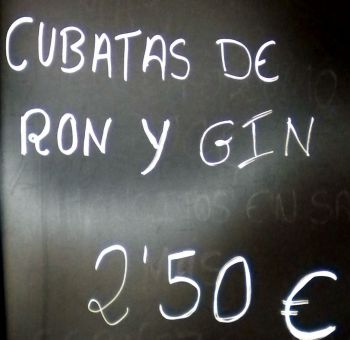 CUBATAS DE
RON Y GIN
2'50 €